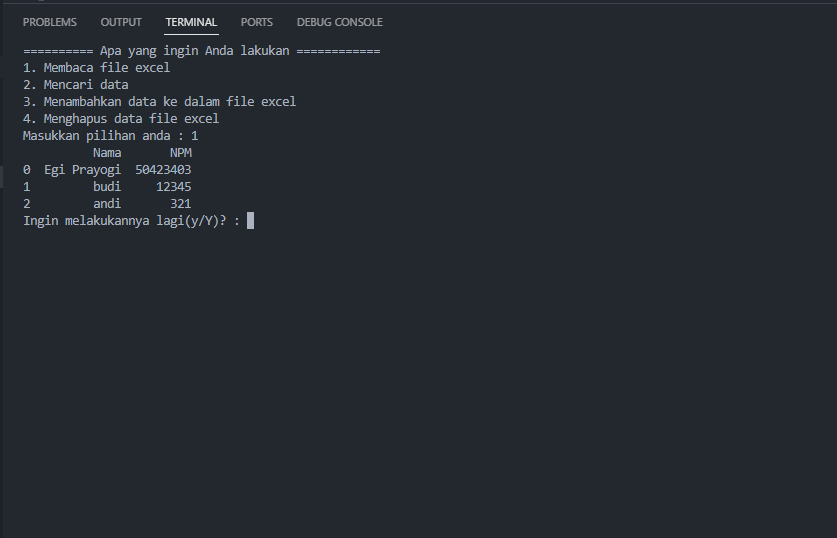 PROBLEMS OUTPUT TERMINAL PORTS DEBUG CONSOLE
========== Apa yang ingin Anda lakukan ============
1. Membaca file excel
2. Mencari data
3. Menambahkan data ke dalam file excel
4. Menghapus data file excel
Masukkan pilihan anda : 1
          Nama       NPM
0  Egi Prayogi  50423403
1         budi     12345
2         andi       321
Ingin melakukannya lagi(y/Y)? :